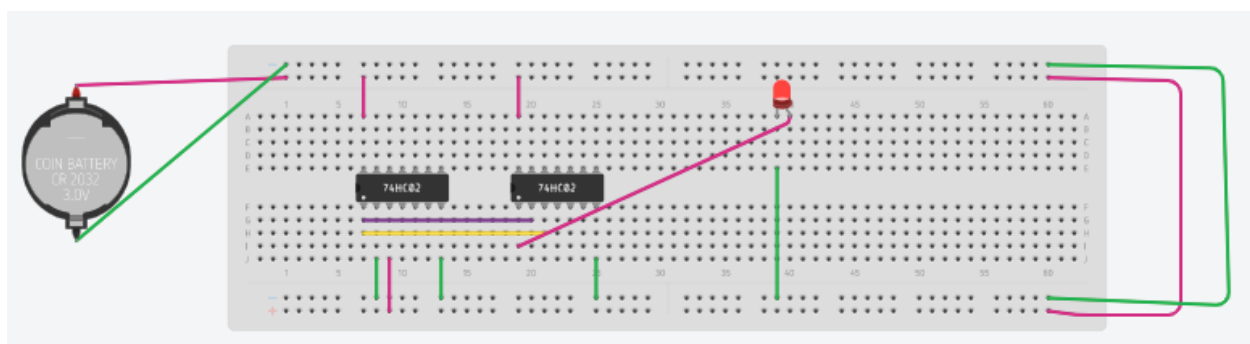 −
1 5 10 15 20 25 30 35 45 50 55 60
A A
B B
C C
D D
E E
COIN BATTERY
CR 2032
3.0V
74HC02 74HC02
F F
G G
H H
I I
J J
1 5 10 15 20 25 30 35 40 45 50 55 60
−
+